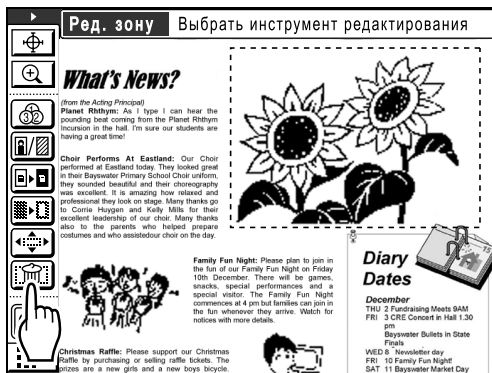 Ред. зону Выбрать инструмент редактирования
What's News?
(from the Acting Principal)
Planet Rhthym: As I type I can hear the
pounding beat coming from the Planet Rhthym
Incursion in the hall. I'm sure our students are
having a great time!
Choir Performs At Eastland: Our Choir
performed at Eastland today. They looked great
in their Bayswater Primary School Choir uniform,
they sounded beautiful and their choreography
was excellent. It is amazing how relaxed and
professional they look on stage. Many thanks go
to Corrie Huygen and Kelly Mills for their
excellent leadership of our choir. Many thanks
also to the parents who helped prepare
costumes and who assistedour choir on the day.
Family Fun Night: Please plan to join in
the fun of our Family Fun Night on Friday
10th December. There will be games,
snacks, special performances and a
special visitor. The Family Fun Night
commences at 4 pm but families can join in
the fun whenever they arrive. Watch for
notices with more details.
Christmas Raffle: Please support our Christmas
Raffle by purchasing or selling raffle tickets. The
prizes are a new girls and a new boys bicycle.
Diary
Dates
December
THU 2 Fundraising Meets 9AM
FRI 3 CRE Concert in Hall 1.30
pm
Bayswater Bullets in State
Finals
WED 8 Newsletter day
FRI 10 Family Fun Night!
SAT 11 Bayswater Market Day